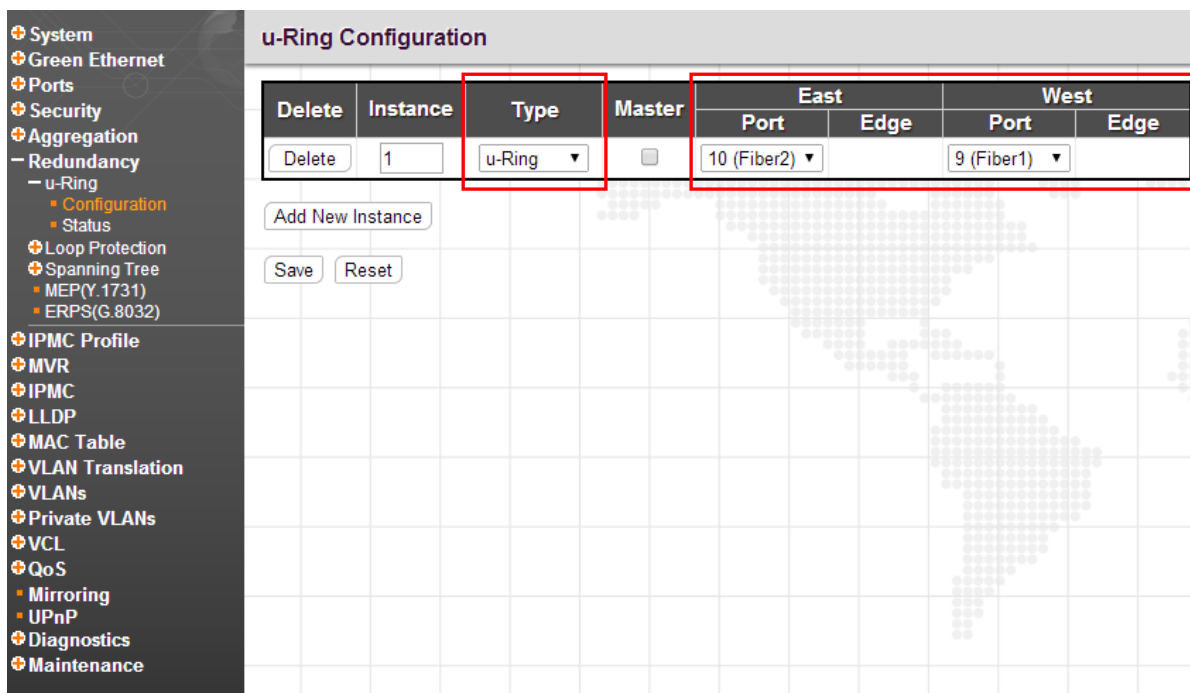 System
Green Ethernet
Ports
Security
Aggregation
Redundancy
u-Ring
Configuration
Status
Loop Protection
Spanning Tree
MEP(Y.1731)
ERPS(G.8032)
IPMC Profile
MVR
IPMC
LLDP
MAC Table
VLAN Translation
VLANs
Private VLANs
VCL
QoS
Mirroring
UPnP
Diagnostics
Maintenance
u-Ring Configuration
Delete Instance Type Master East West
Port Edge Port Edge
Delete 1 u-Ring 10 (Fiber2) 9 (Fiber1)
Add New Instance
Save Reset